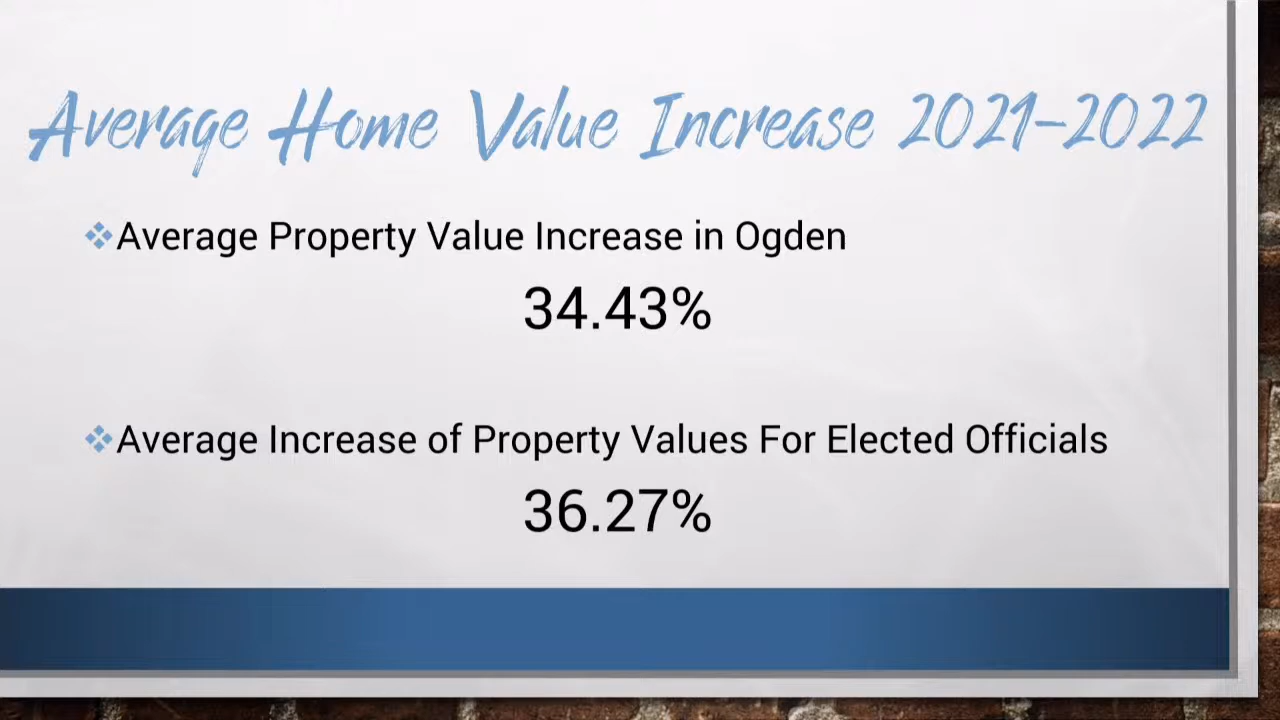 Average Home Value Increase 2021-2022
Average Property Value Increase in Ogden
34.43%
Average Increase of Property Values For Elected Officials
36.27%